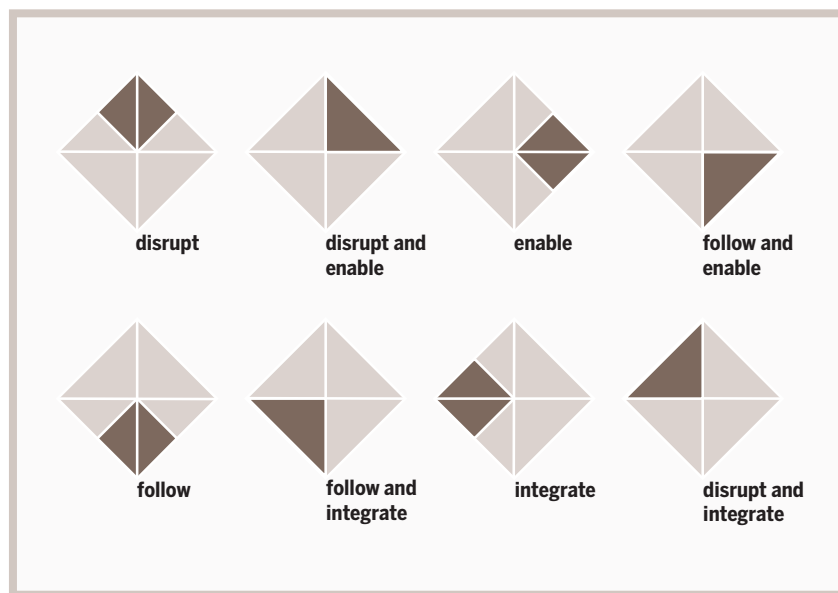 disrupt
disrupt and
enable
enable
follow and
enable
follow
follow and
integrate
integrate
disrupt and
integrate